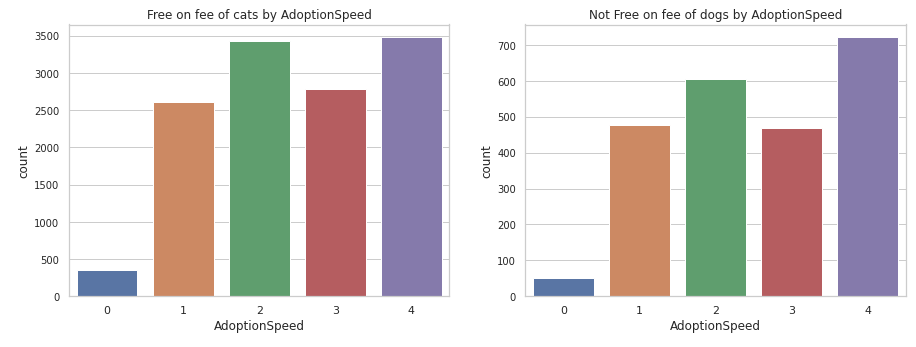 Free on fee of cats by AdoptionSpeed
3500
3000
2500
2000
1500
1000
500
0
count
0 1 2 3 4
AdoptionSpeed
Not Free on fee of dogs by AdoptionSpeed
700
600
500
400
300
200
100
0
count
0 1 2 3 4
AdoptionSpeed